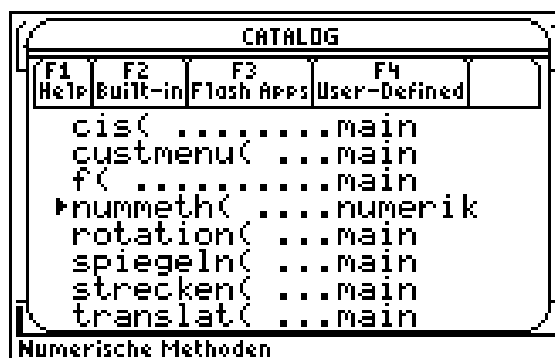 CATALOG
F1 F2 F3 F4
Help Built-in Flash Apps User-Defined
cis( ........main
custmenu( ...main
f( ..........main
▸nummeth( ....numerik
rotation( ...main
spiegeln( ...main
strecken( ...main
translat( ...main
Numerische Methoden